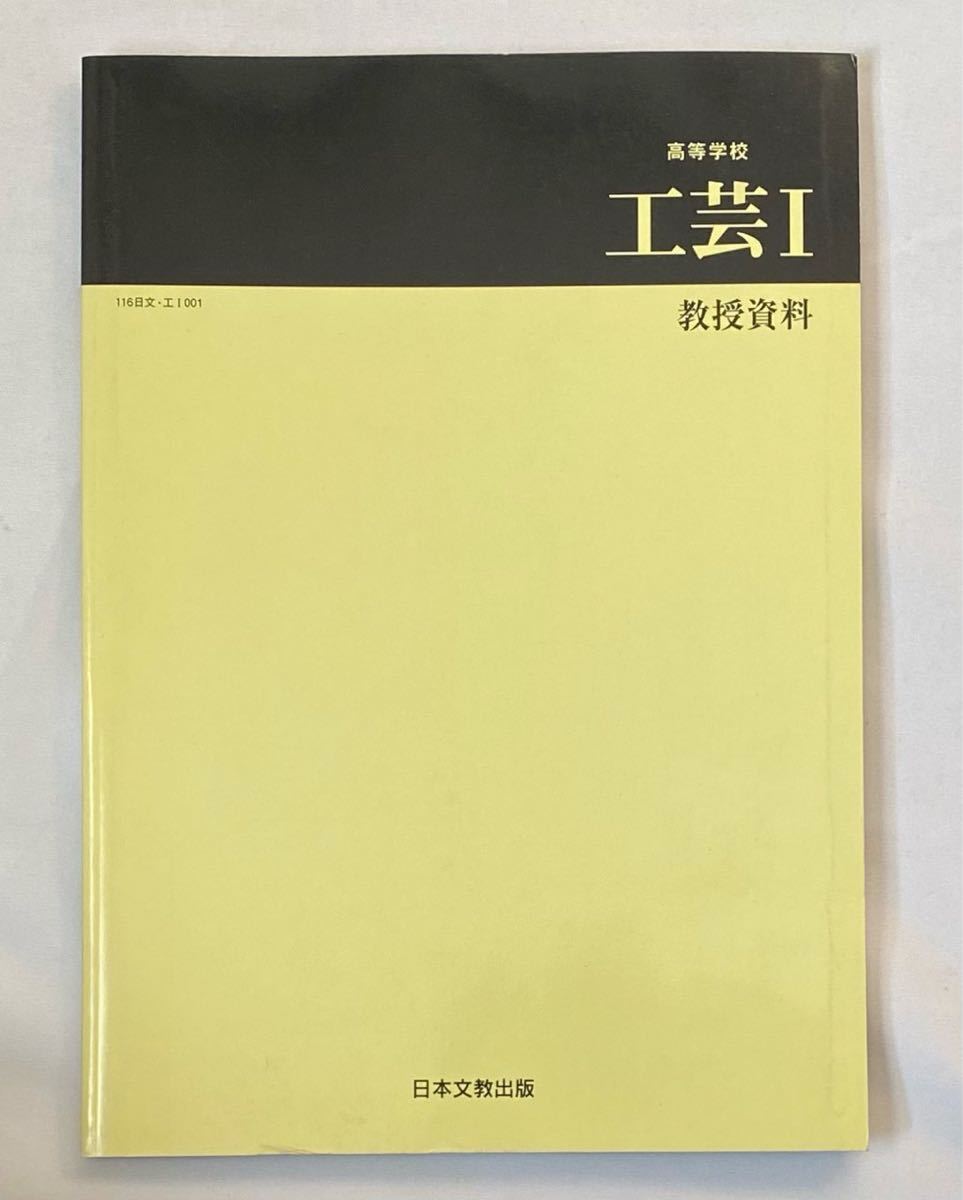 高等学校
工芸I
116日文・工I001
教授資料
日本文教出版